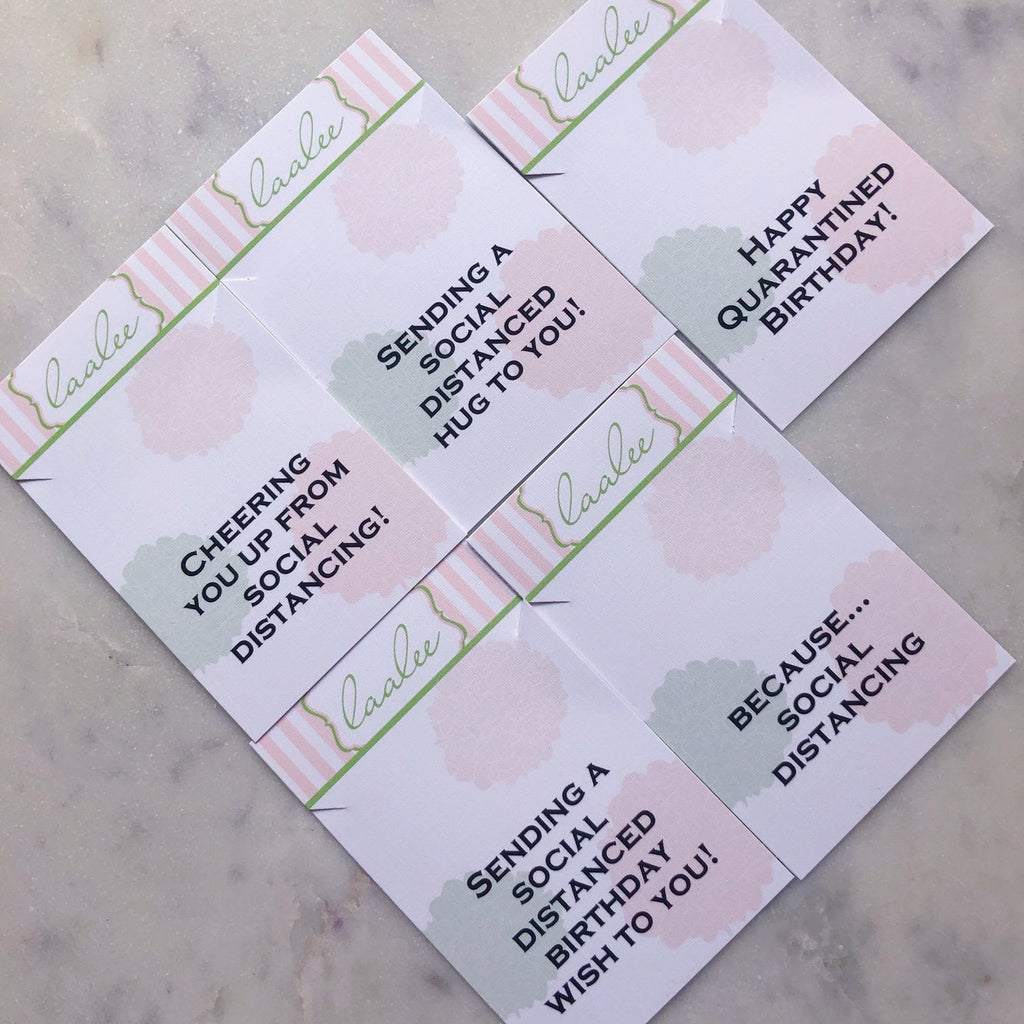 laalee
HAPPY
QUARANTINED
BIRTHDAY!
laalee
SENDING A
SOCIAL
DISTANCED
HUG TO YOU!
laalee
CHEERING
YOU UP FROM
SOCIAL
DISTANCING!
laalee
BECAUSE...
SOCIAL
DISTANCING
laalee
SENDING A
SOCIAL
DISTANCED
BIRTHDAY
WISH TO YOU!